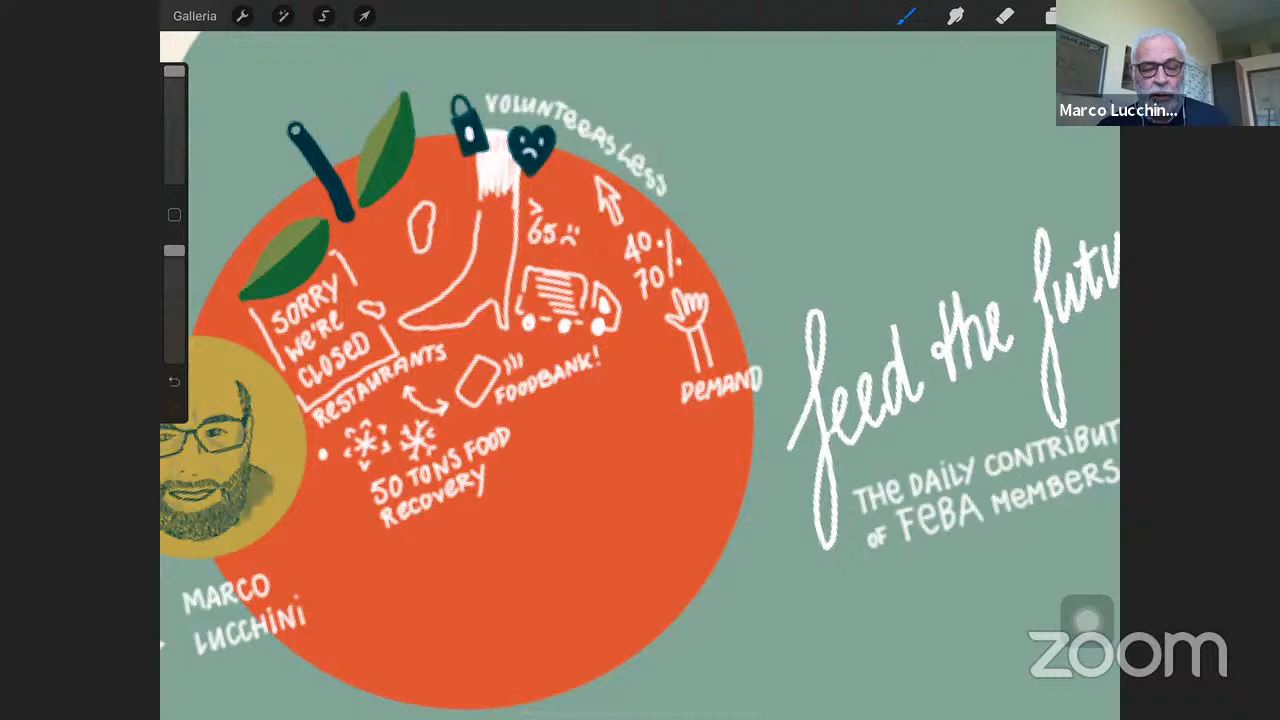 Galleria
Marco Lucchin...
VOLUNTEERS LESS
>
65
40%
70%
SORRY
WE'RE
CLOSED
RESTAURANTS
FOODBANK!
DEMAND
50 TONS FOOD
RECOVERY
feed the futu
THE DAILY CONTRIBUT
OF FEBA MEMBERS
MARCO
LUCCHINI
zoom